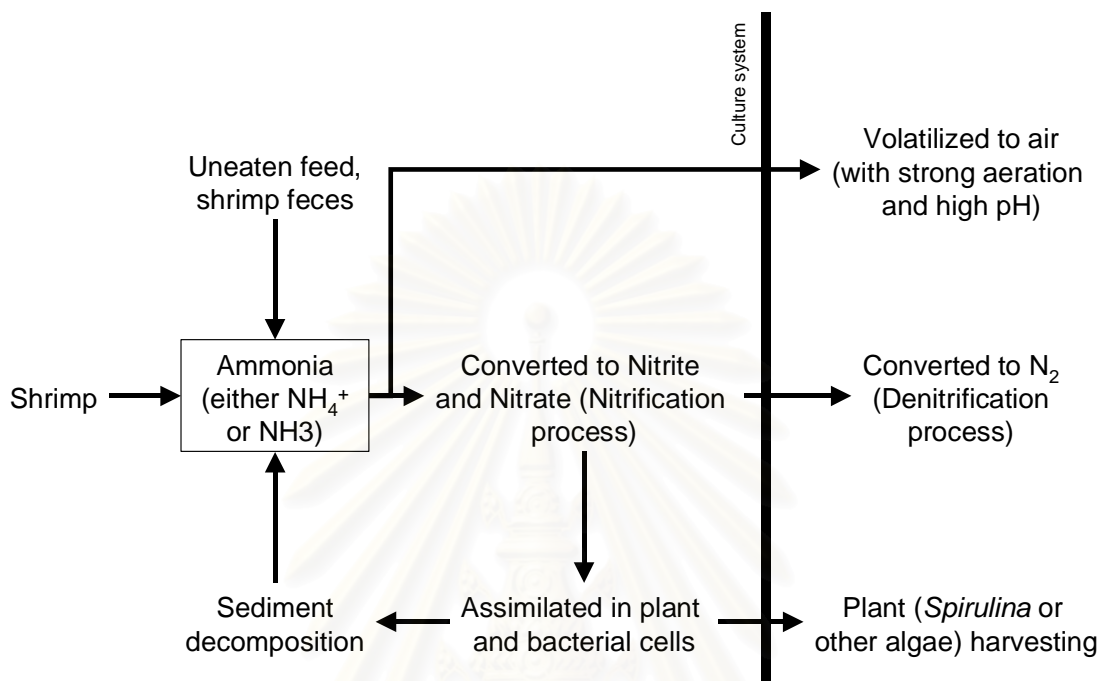 Culture system
Volatilized to air
(with strong aeration
and high pH)
Uneaten feed,
shrimp feces
Shrimp
Ammonia
(either NH₄⁺
or NH3)
Converted to Nitrite
and Nitrate (Nitrification
process)
Converted to N₂
(Denitrification
process)
Sediment
decomposition
Assimilated in plant
and bacterial cells
Plant (Spirulina or
other algae) harvesting